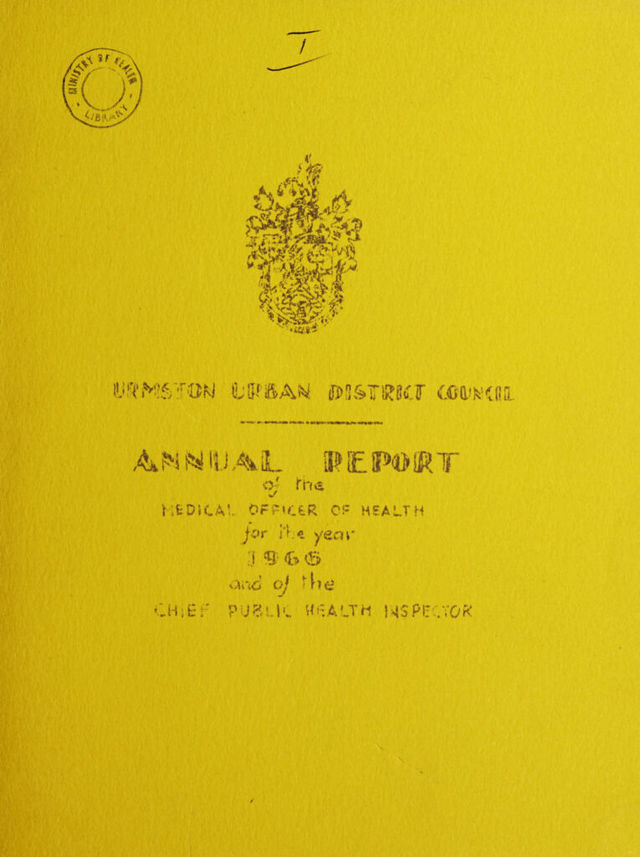 I
MINISTRY OF HEALTH
LIBRARY
URMSTON URBAN DISTRICT COUNCIL
ANNUAL REPORT
of the
MEDICAL OFFICER OF HEALTH
for the year
1966
and of the
CHIEF PUBLIC HEALTH INSPECTOR